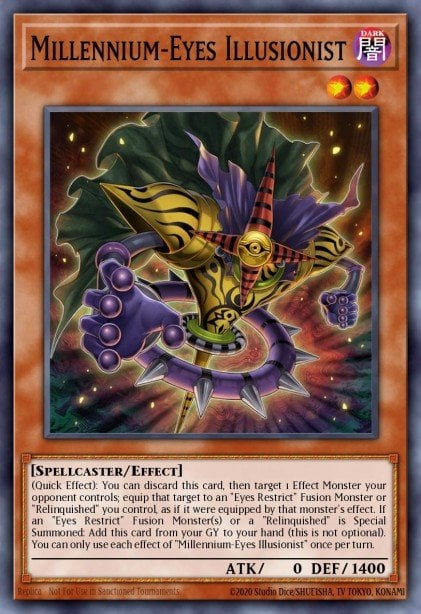 Millennium-Eyes Illusionist
DARK
闇
[Spellcaster/Effect]
(Quick Effect): You can discard this card, then target 1 Effect Monster your
opponent controls; equip that target to an "Eyes Restrict" Fusion Monster or
"Relinquished" you control, as if it were equipped by that monster's effect. If
an "Eyes Restrict" Fusion Monster(s) or a "Relinquished" is Special
Summoned: Add this card from your GY to your hand (this is not optional).
You can only use each effect of "Millennium-Eyes Illusionist" once per turn.
ATK/ 0 DEF/1400
Replica - Not For Use in Sanctioned Tournaments ©2020 Studio Dice/SHUEISHA, TV TOKYO, KONAMI